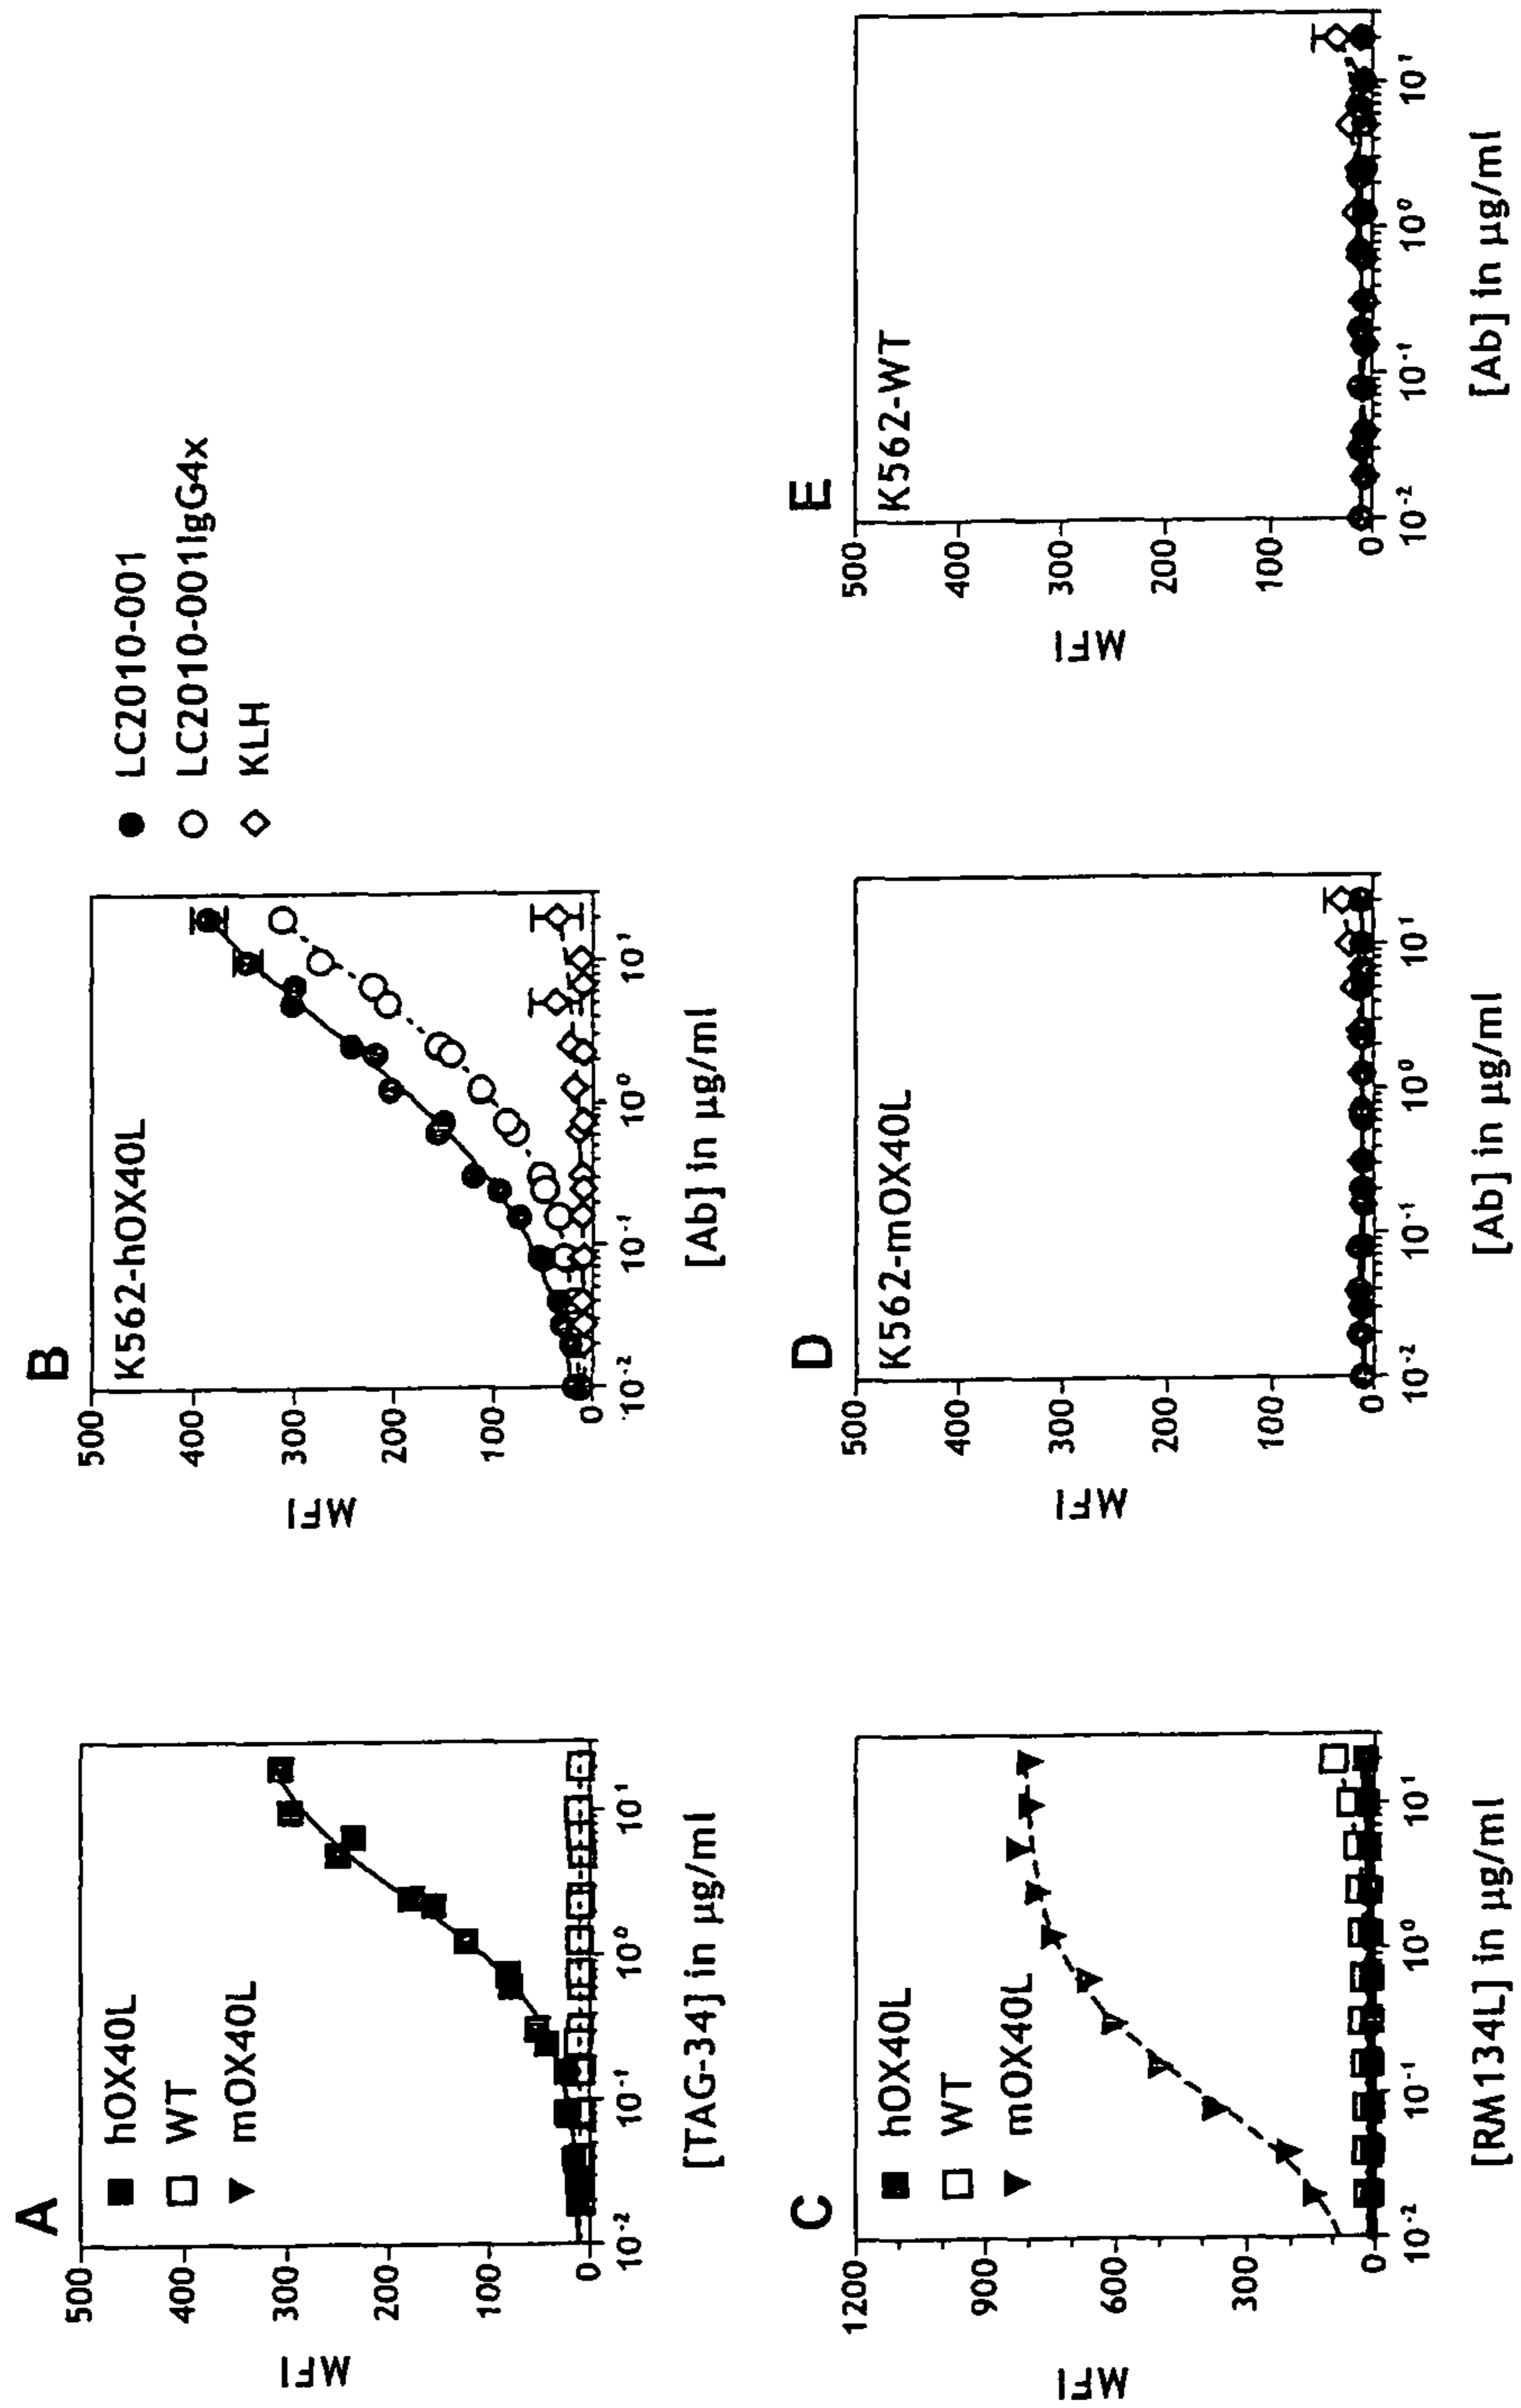 A
500
400
300
200
100
0
MFI
hOX40L
WT
mOX40L
10-2
10-1
100
101
[TAG-34] in µg/ml
B
500
400
300
200
100
0
MFI
K562-hOX40L
10-2
10-1
100
101
[Ab] in µg/ml
LC2010-001
LC2010-001IgG4x
KLH
C
1200
900
600
300
0
MFI
hOX40L
WT
mOX40L
10-2
10-1
100
101
[RM134L] in µg/ml
D
500
400
300
200
100
0
MFI
K562-mOX40L
10-2
10-1
100
101
[Ab] in µg/ml
E
500
400
300
200
100
0
MFI
K562-WT
10-2
10-1
100
101
[Ab] in µg/ml